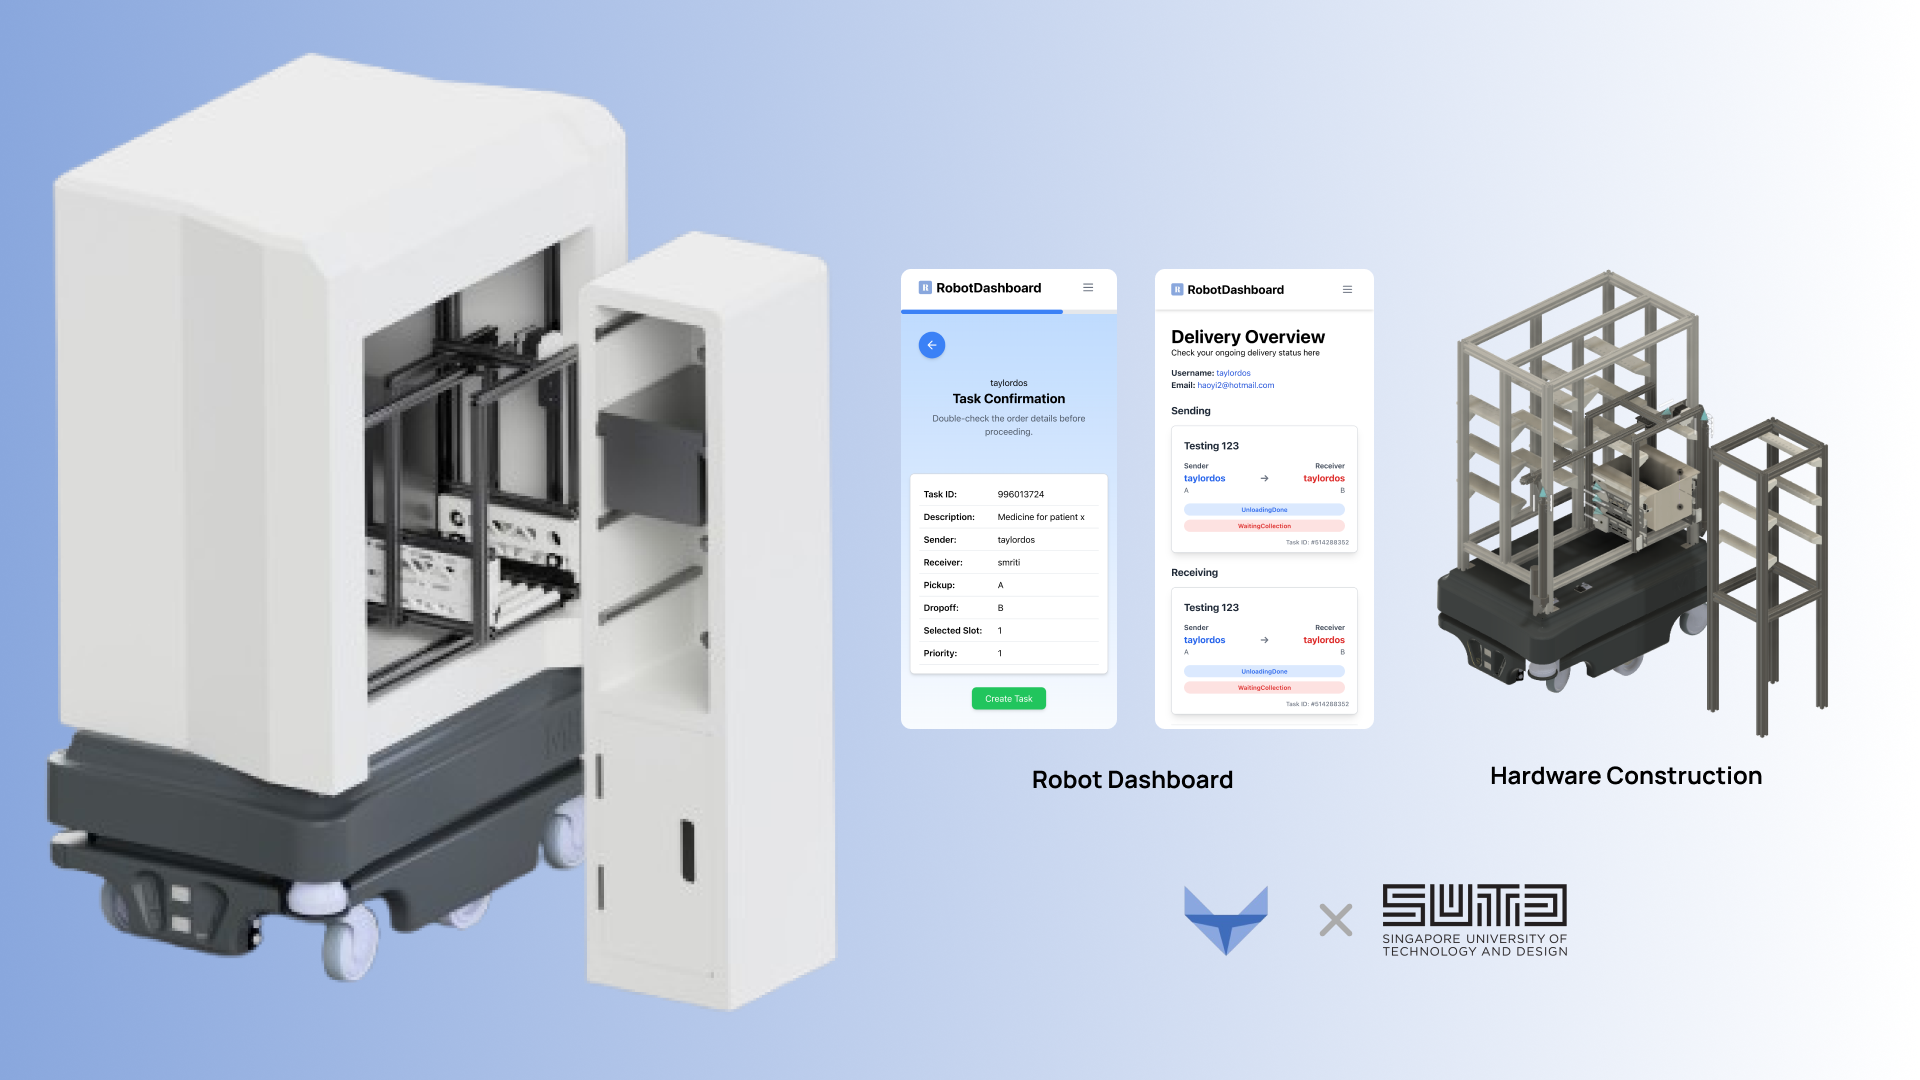 RobotDashboard
taylordos
Task Confirmation
Double-check the order details before
proceeding.
Task ID: 996013724
Description: Medicine for patient x
Sender: taylordos
Receiver: smriti
Pickup: A
Dropoff: B
Selected Slot: 1
Priority: 1
Create Task
RobotDashboard
Delivery Overview
Check your ongoing delivery status here
Username: taylordos
Email: haoyi2@hotmail.com
Sending
Testing 123
Sender Receiver
taylordos → taylordos
A B
UnloadingDone
WaitingCollection
Task ID: #514288352
Receiving
Testing 123
Sender Receiver
taylordos → taylordos
A B
UnloadingDone
WaitingCollection
Task ID: #514288352
Robot Dashboard
Hardware Construction
SUTD
SINGAPORE UNIVERSITY OF
TECHNOLOGY AND DESIGN